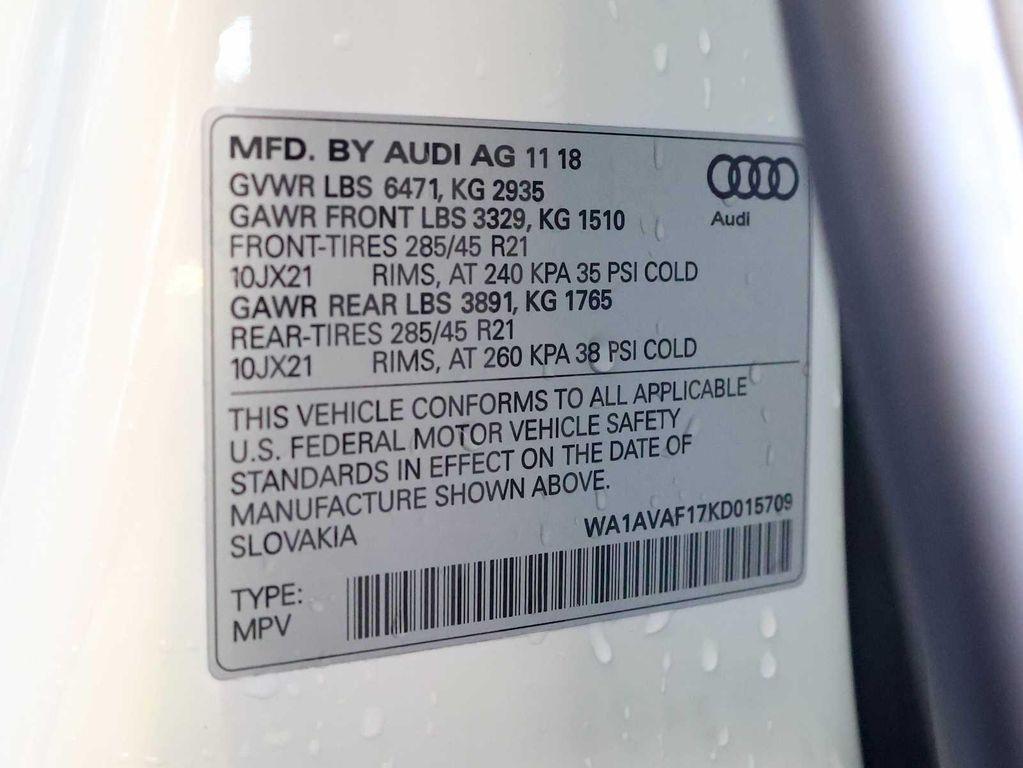 MFD. BY AUDI AG 11 18
GVWR LBS 6471, KG 2935
GAWR FRONT LBS 3329, KG 1510
FRONT-TIRES 285/45 R21
10JX21 RIMS, AT 240 KPA 35 PSI COLD
GAWR REAR LBS 3891, KG 1765
REAR-TIRES 285/45 R21
10JX21 RIMS, AT 260 KPA 38 PSI COLD
Audi
THIS VEHICLE CONFORMS TO ALL APPLICABLE
U.S. FEDERAL MOTOR VEHICLE SAFETY
STANDARDS IN EFFECT ON THE DATE OF
MANUFACTURE SHOWN ABOVE.
SLOVAKIA
WA1AVAF17KD015709
TYPE:
MPV